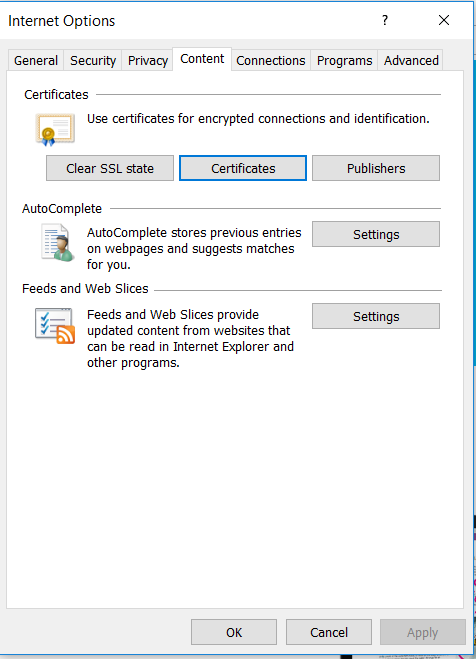 Internet Options ?
General Security Privacy Content Connections Programs Advanced
Certificates
Use certificates for encrypted connections and identification.
Clear SSL state Certificates Publishers
AutoComplete
AutoComplete stores previous entries
on webpages and suggests matches
for you.
Settings
Feeds and Web Slices
Feeds and Web Slices provide
updated content from websites that
can be read in Internet Explorer and
other programs.
Settings
OK Cancel Apply